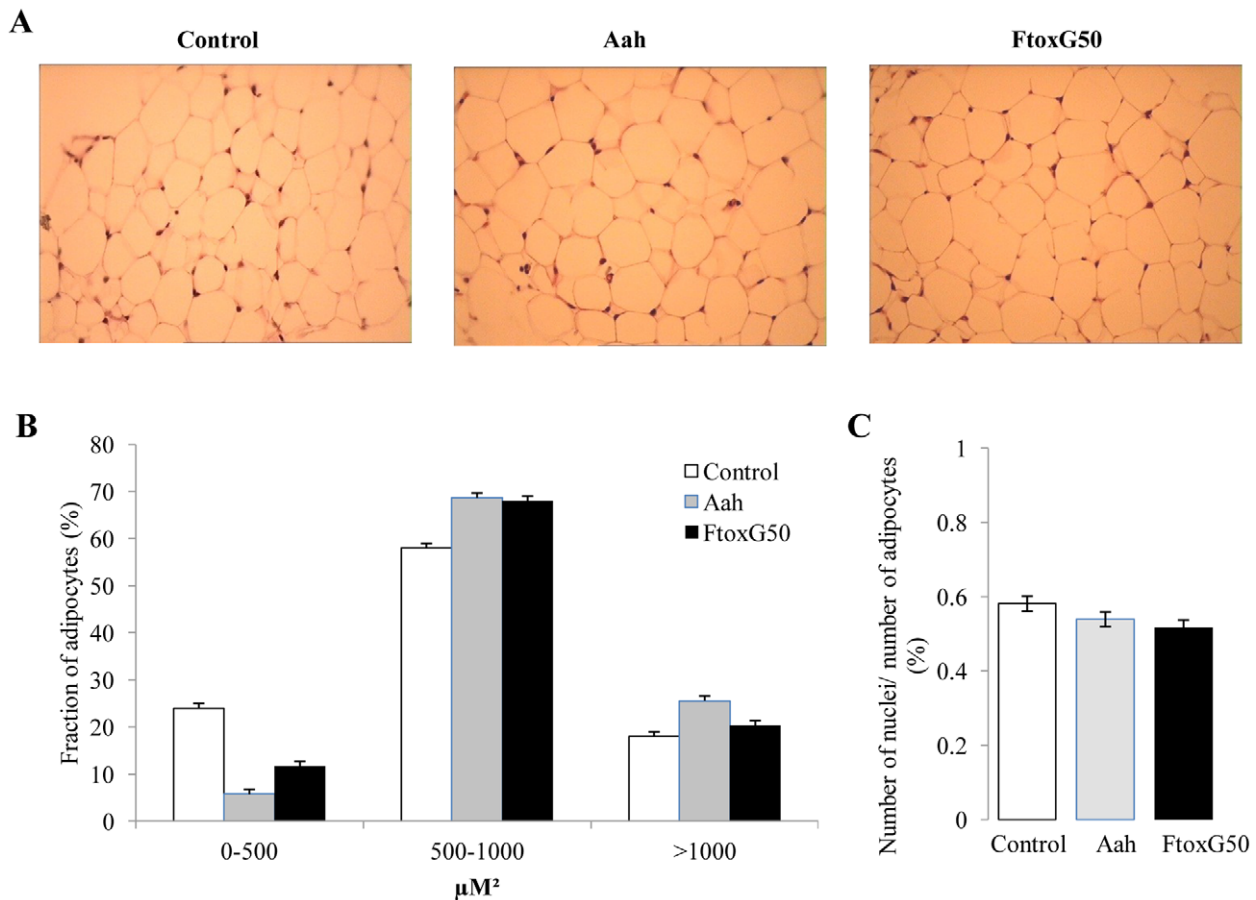 A
Control
Aah
FtoxG50
B
Fraction of adipocytes (%)
80
70
60
50
40
30
20
10
0
Control
Aah
FtoxG50
0-500
500-1000
>1000
µM²
C
Number of nuclei/ number of adipocytes
(%)
1
0.8
0.6
0.4
0.2
0
Control
Aah
FtoxG50